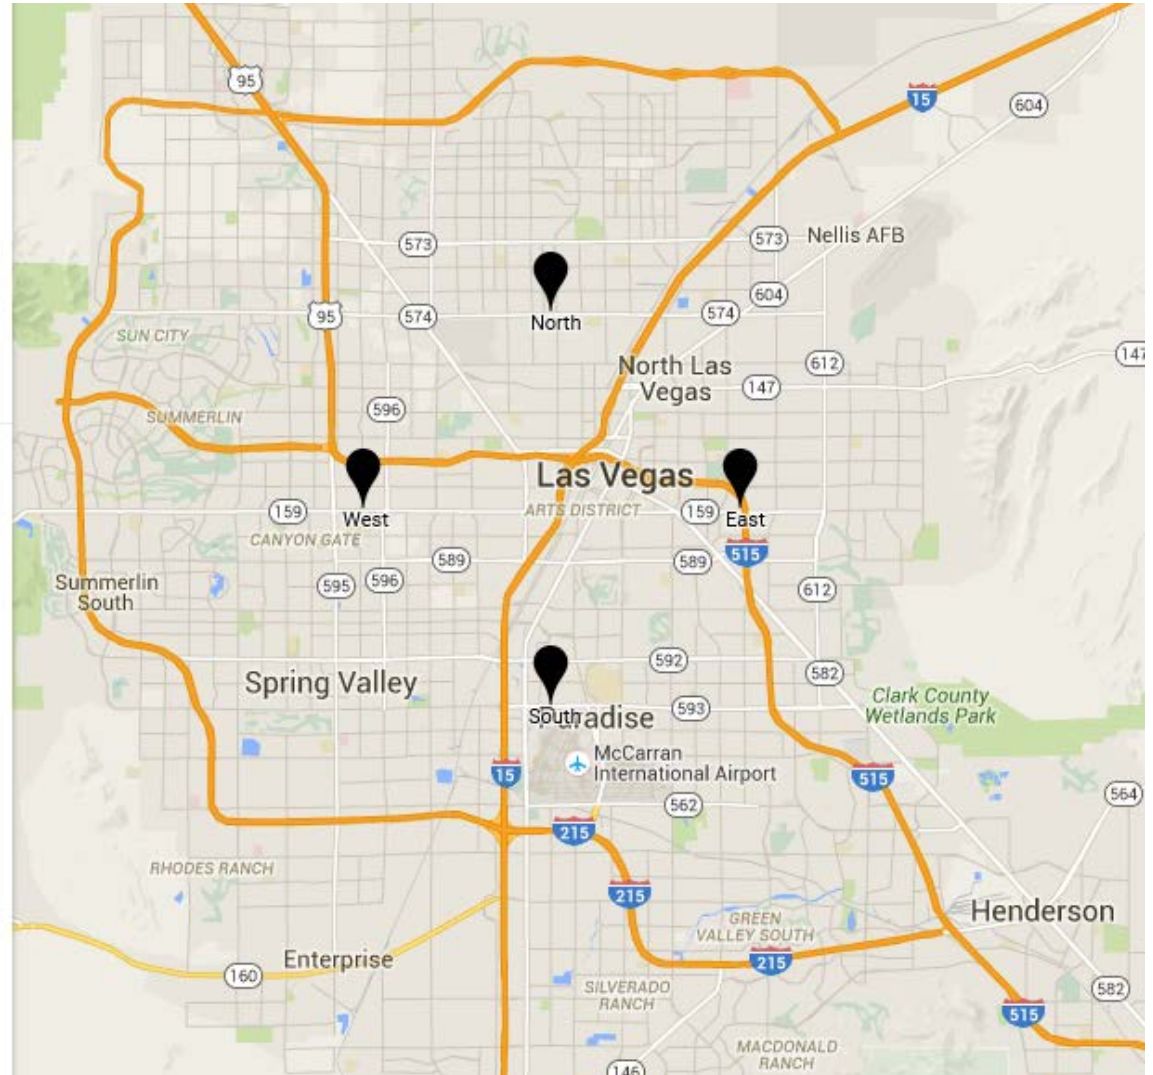 95
15
604
573
573
Nellis AFB
604
North
95
574
574
SUN CITY
612
147
North Las
Vegas
147
596
SUMMERLIN
Las Vegas
159
West
ARTS DISTRICT
159
East
CANYON GATE
589
589
515
Summerlin
South
595
596
612
592
582
Spring Valley
Clark County
Wetlands Park
593
South
Paradise
McCarran
International Airport
15
515
564
562
215
RHODES RANCH
215
Henderson
GREEN
VALLEY SOUTH
Enterprise
215
160
582
SILVERADO
RANCH
515
MACDONALD
RANCH
146